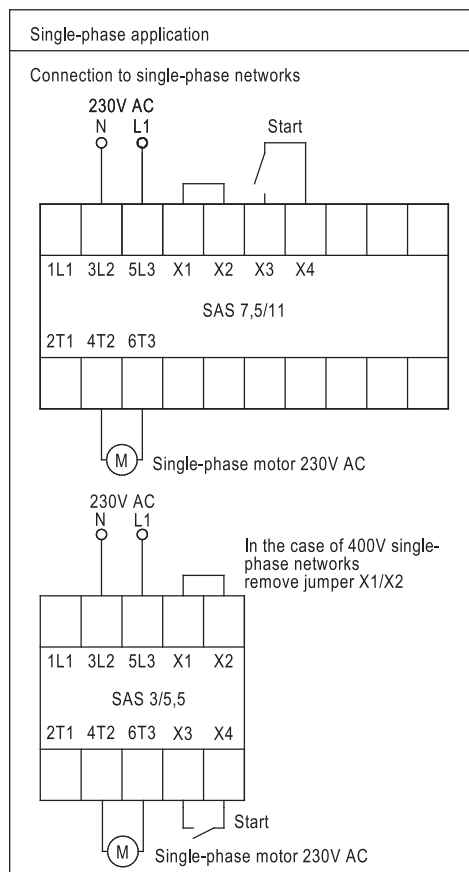 Single-phase application
Connection to single-phase networks
230V AC
N L1
Start
1L1 3L2 5L3 X1 X2 X3 X4
SAS 7,5/11
2T1 4T2 6T3
M Single-phase motor 230V AC
230V AC
N L1
In the case of 400V single-
phase networks
remove jumper X1/X2
1L1 3L2 5L3 X1 X2
SAS 3/5,5
2T1 4T2 6T3 X3 X4
Start
M Single-phase motor 230V AC